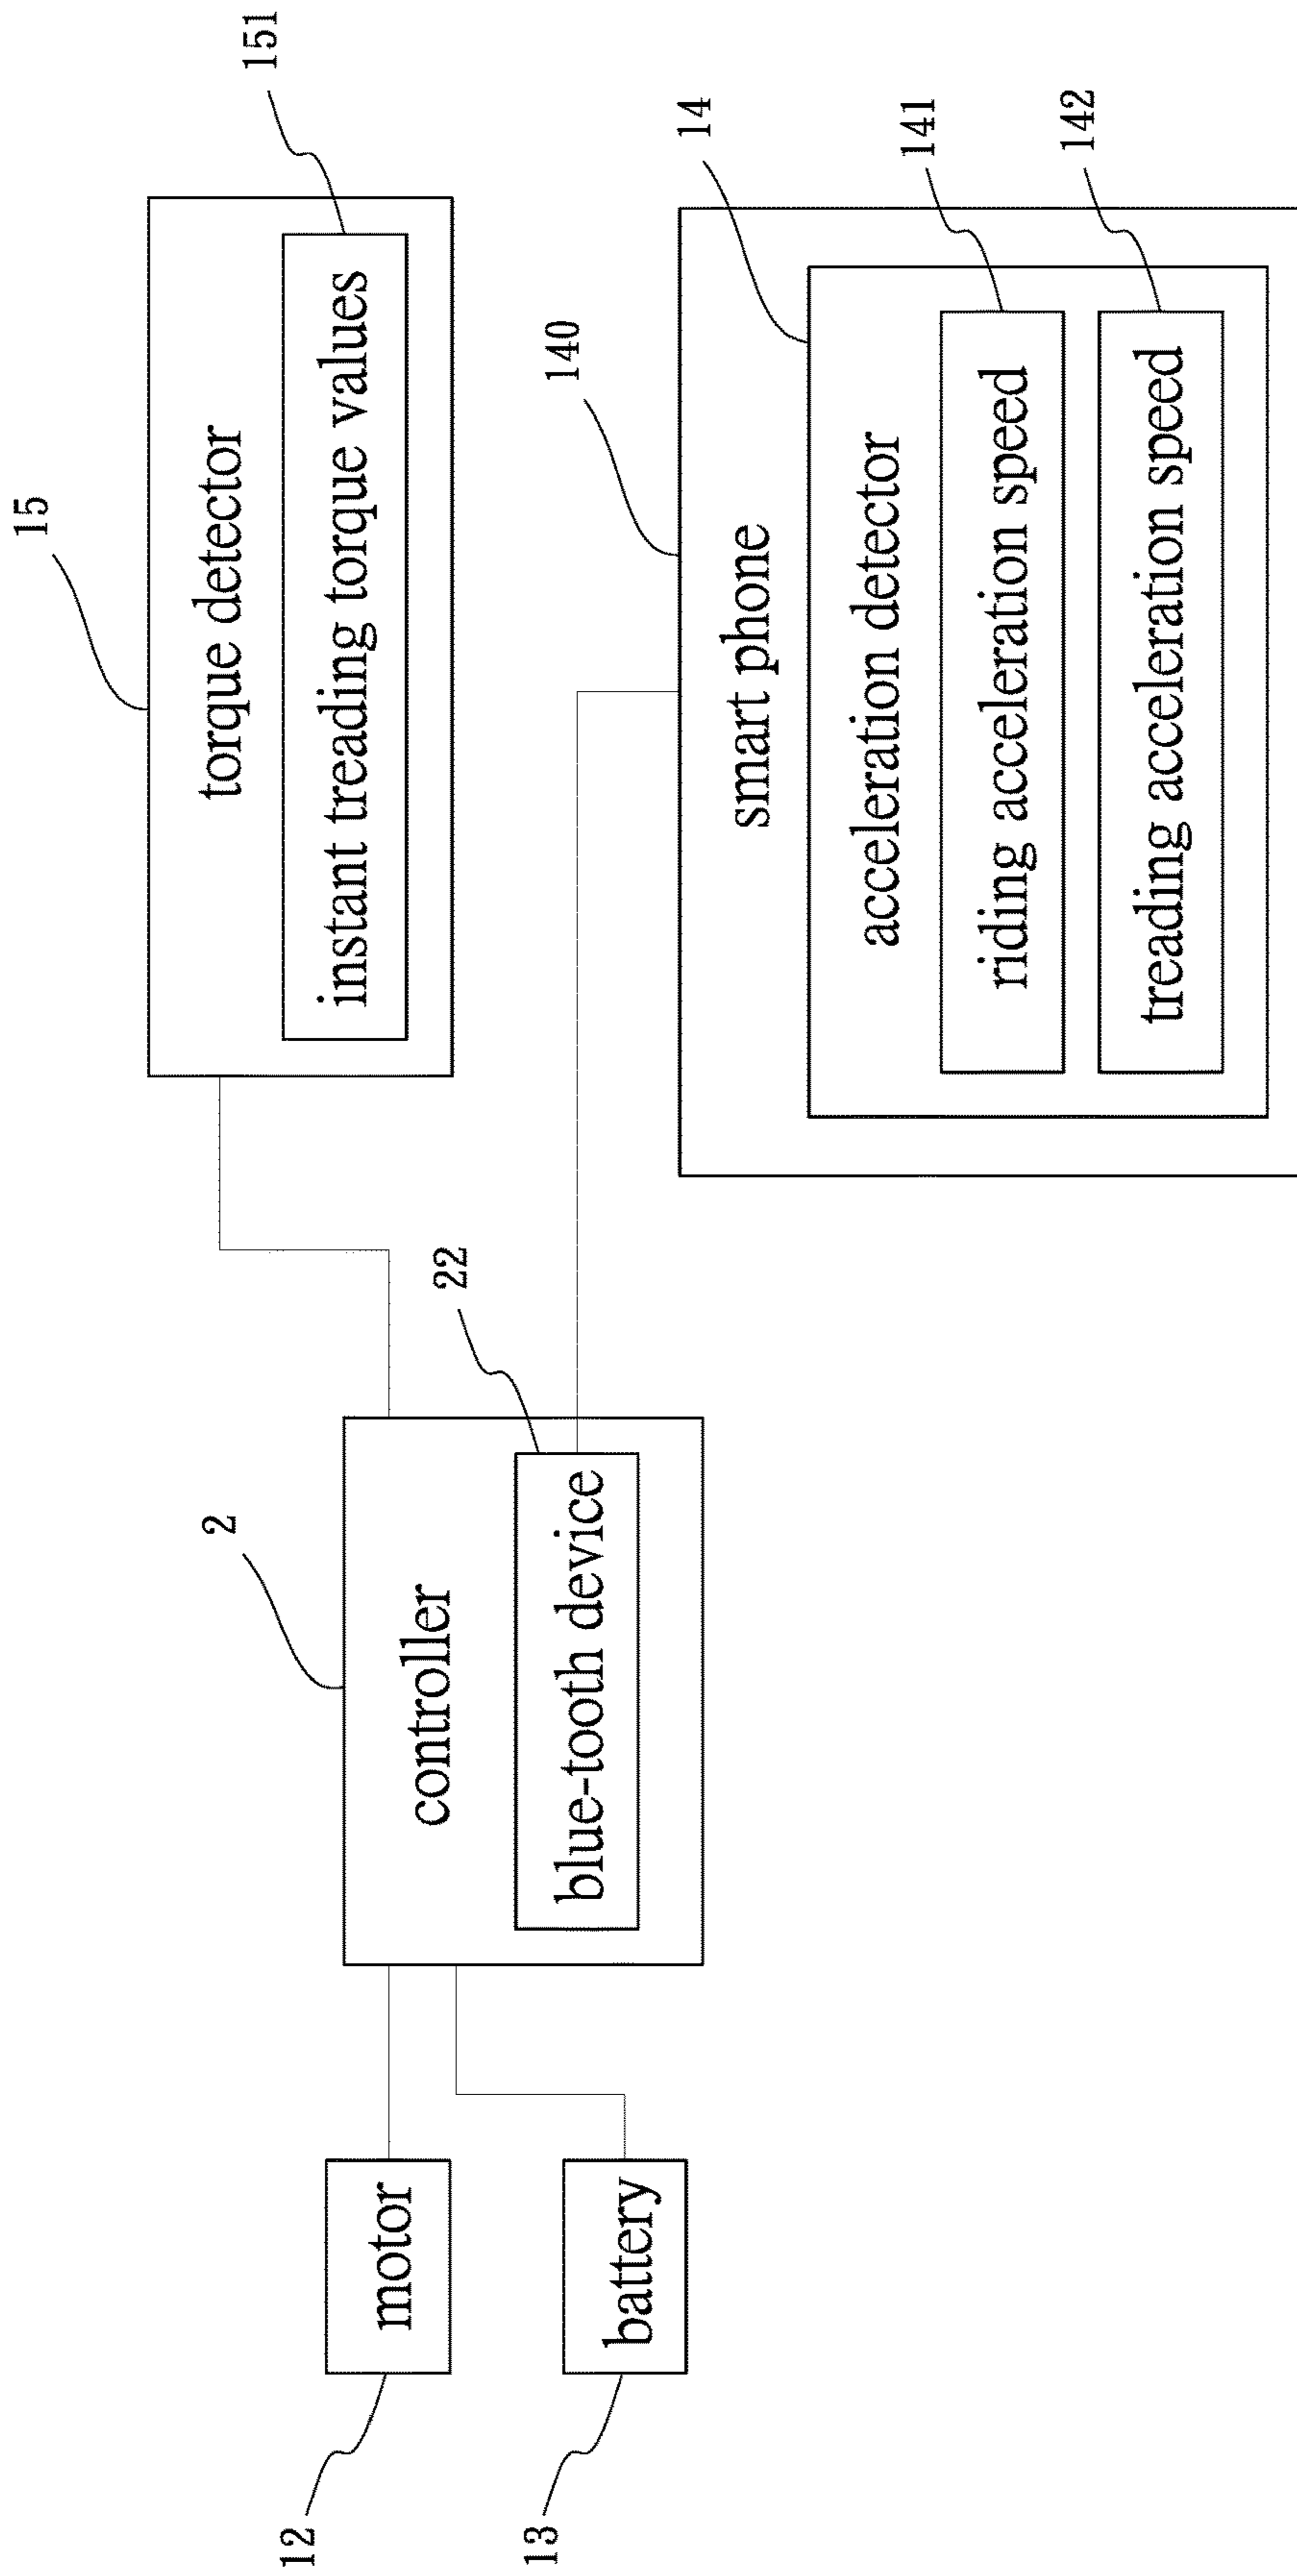 15
torque detector
151
instant treading torque values
2
controller
22
blue-tooth device
12
motor
13
battery
140
smart phone
14
acceleration detector
141
riding acceleration speed
142
treading acceleration speed